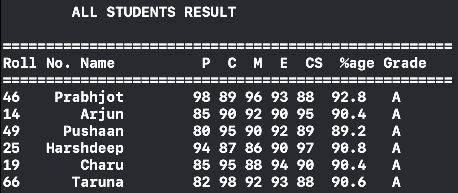 ALL STUDENTS RESULT
====================================================
Roll No. Name P C M E CS %age Grade
====================================================
46 Prabhjot 98 89 96 93 88 92.8 A
14 Arjun 85 90 92 90 95 90.4 A
49 Pushaan 80 95 90 92 89 89.2 A
25 Harshdeep 94 87 86 90 97 90.8 A
19 Charu 85 95 88 94 90 90.4 A
66 Taruna 82 98 92 93 88 90.6 A